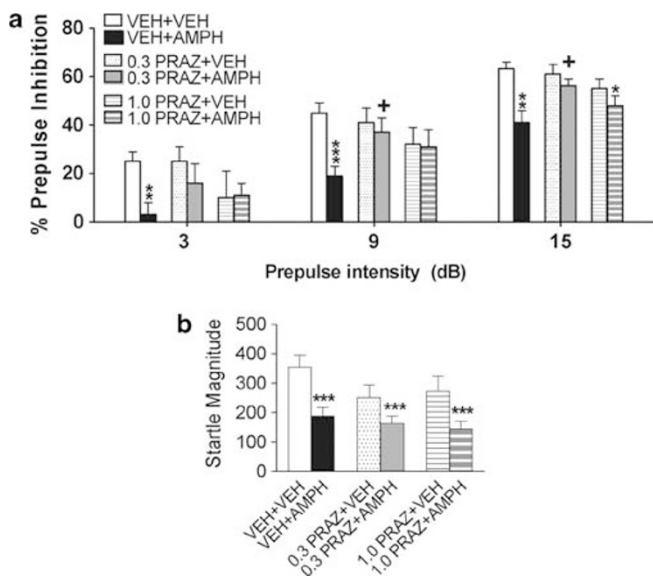 a
VEH+VEH
VEH+AMPH
0.3 PRAZ+VEH
0.3 PRAZ+AMPH
1.0 PRAZ+VEH
1.0 PRAZ+AMPH
% Prepulse Inhibition
80
60
40
20
0
**
***
+
**
+
*
3
9
15
Prepulse intensity (dB)
b
Startle Magnitude
500
400
300
200
100
0
***
***
***
VEH+VEH
VEH+AMPH
0.3 PRAZ+VEH
0.3 PRAZ+AMPH
1.0 PRAZ+VEH
1.0 PRAZ+AMPH